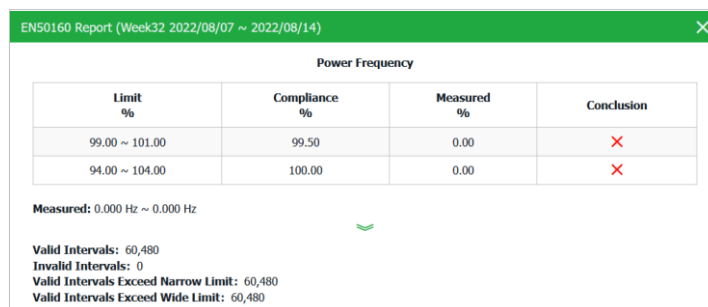 EN50160 Report (Week32 2022/08/07 ~ 2022/08/14)
Power Frequency
Limit % Compliance % Measured % Conclusion
99.00 ~ 101.00 99.50 0.00
94.00 ~ 104.00 100.00 0.00
Measured: 0.000 Hz ~ 0.000 Hz
Valid Intervals: 60,480
Invalid Intervals: 0
Valid Intervals Exceed Narrow Limit: 60,480
Valid Intervals Exceed Wide Limit: 60,480